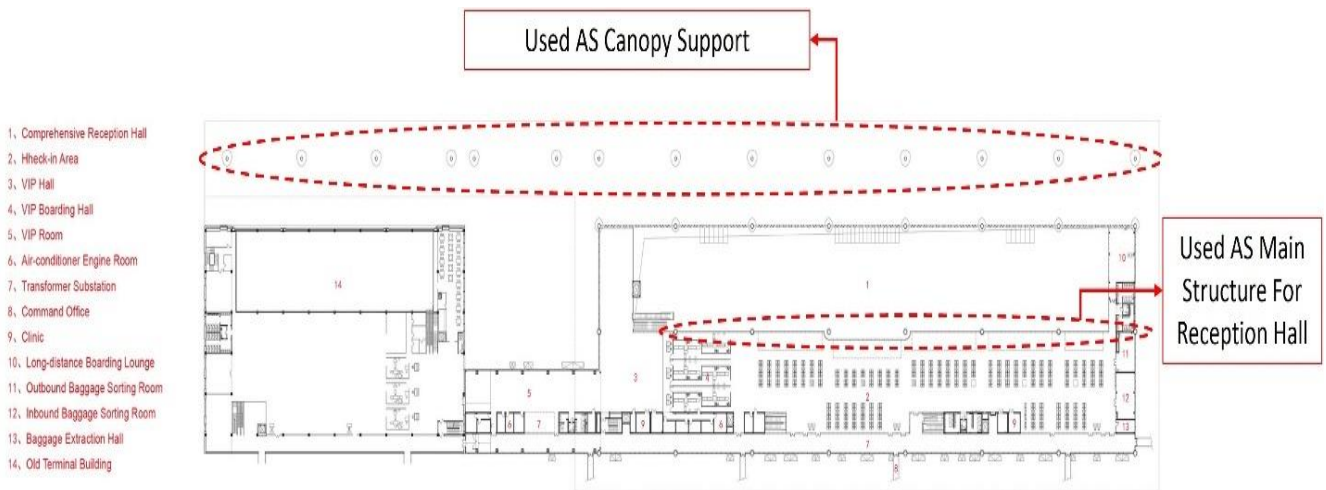 Used AS Canopy Support
1、Comprehensive Reception Hall
2、Hheck-in Area
3、VIP Hall
4、VIP Boarding Hall
5、VIP Room
6、Air-conditioner Engine Room
7、Transformer Substation
8、Command Office
9、Clinic
10、Long-distance Boarding Lounge
11、Outbound Baggage Sorting Room
12、Inbound Baggage Sorting Room
13、Baggage Extraction Hall
14、Old Terminal Building
Used AS Main
Structure For
Reception Hall
10
14
1
11
3
4
5
2
12
6
7
9
6
9
13
7
8